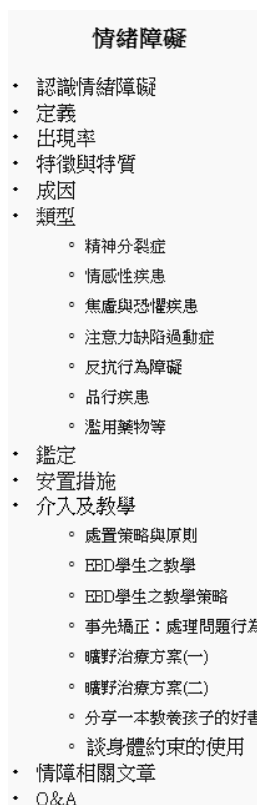 情緒障礙
認識情緒障礙
定義
出現率
特徵與特質
成因
類型
精神分裂症
情感性疾患
焦慮與恐懼疾患
注意力缺陷過動症
反抗行為障礙
品行疾患
濫用藥物等
鑑定
安置措施
介入及教學
處置策略與原則
EBD學生之教學
EBD學生之教學策略
事先矯正：處理問題行為
曠野治療方案(一)
曠野治療方案(二)
分享一本教養孩子的好書
談身體約束的使用
情障相關文章
Q&A